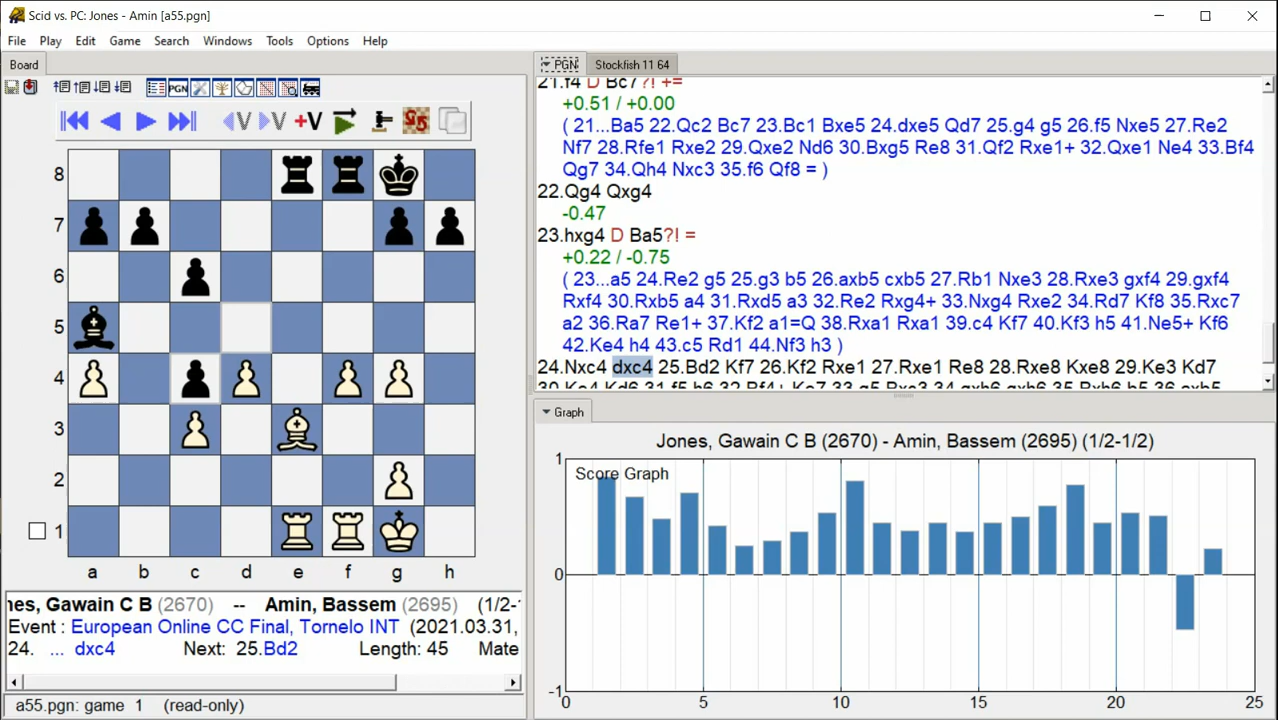 Scid vs. PC: Jones - Amin [a55.pgn]
File Play Edit Game Search Windows Tools Options Help
Board
PGN
+V
8
7
6
5
4
3
2
1
a b c d e f g h
nes, Gawain C B (2670) -- Amin, Bassem (2695) (1/2-
Event : European Online CC Final, Tornelo INT (2021.03.31,
24. ... dxc4 Next: 25.Bd2 Length: 45 Mate
a55.pgn: game 1 (read-only)
PGN Stockfish 11 64
21.f4 D Bc7?! +=
+0.51 / +0.00
( 21...Ba5 22.Qc2 Bc7 23.Bc1 Bxe5 24.dxe5 Qd7 25.g4 g5 26.f5 Nxe5 27.Re2
Nf7 28.Rfe1 Rxe2 29.Qxe2 Nd6 30.Bxg5 Re8 31.Qf2 Rxe1+ 32.Qxe1 Ne4 33.Bf4
Qg7 34.Qh4 Nxc3 35.f6 Qf8 = )
22.Qg4 Qxg4
-0.47
23.hxg4 D Ba5?! =
+0.22 / -0.75
( 23...a5 24.Re2 g5 25.g3 b5 26.axb5 cxb5 27.Rb1 Nxe3 28.Rxe3 gxf4 29.gxf4
Rxf4 30.Rxb5 a4 31.Rxd5 a3 32.Re2 Rxg4+ 33.Nxg4 Rxe2 34.Rd7 Kf8 35.Rxc7
a2 36.Ra7 Re1+ 37.Kf2 a1=Q 38.Rxa1 Rxa1 39.c4 Kf7 40.Kf3 h5 41.Ne5+ Kf6
42.Ke4 h4 43.c5 Rd1 44.Nf3 h3 )
24.Nxc4 dxc4 25.Bd2 Kf7 26.Kf2 Rxe1 27.Rxe1 Re8 28.Rxe8 Kxe8 29.Ke3 Kd7
Graph
Jones, Gawain C B (2670) - Amin, Bassem (2695) (1/2-1/2)
Score Graph
1
0
-1
0 5 10 15 20 25